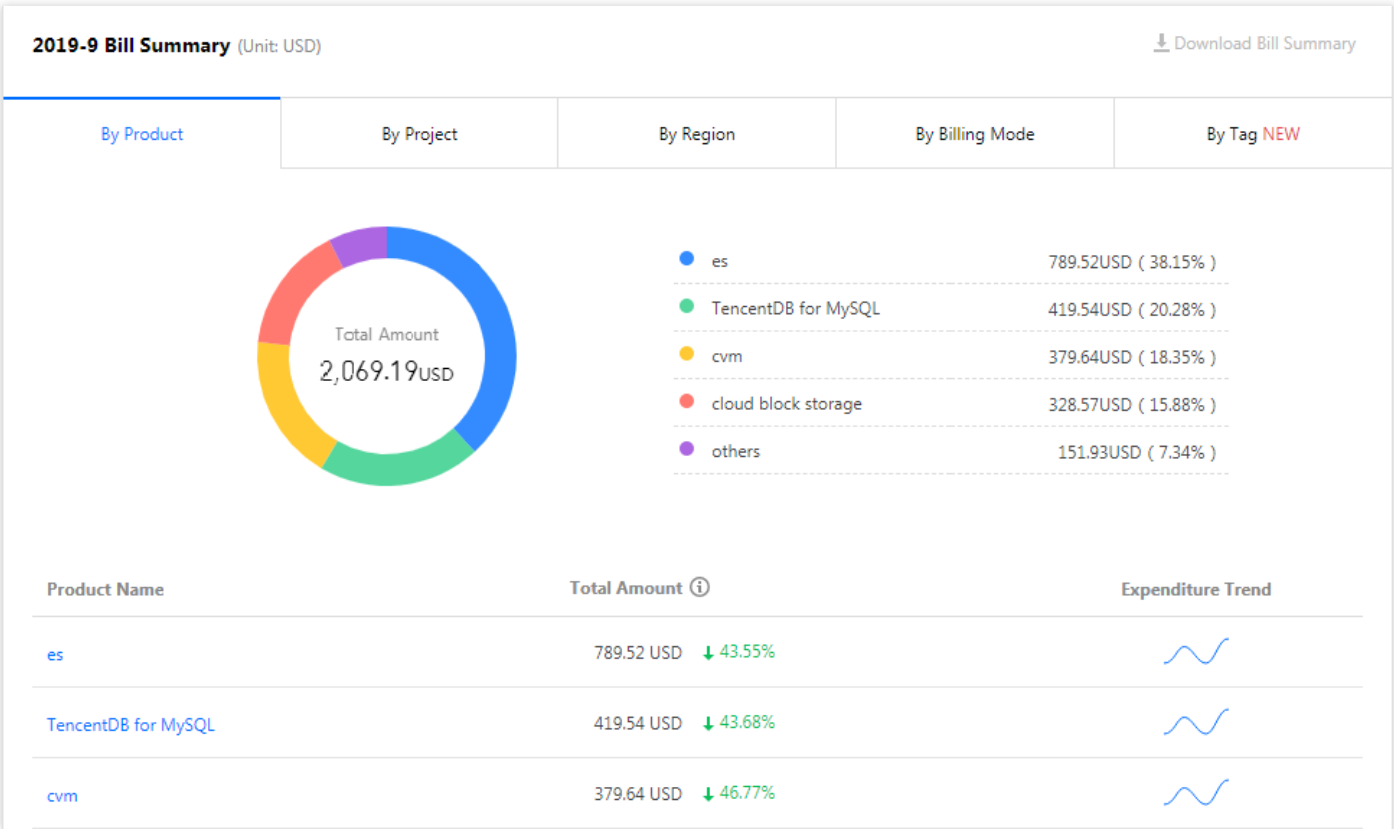 2019-9 Bill Summary (Unit: USD)
Download Bill Summary
By Product
By Project
By Region
By Billing Mode
By Tag NEW
Total Amount
2,069.19USD
es 789.52USD ( 38.15% )
TencentDB for MySQL 419.54USD ( 20.28% )
cvm 379.64USD ( 18.35% )
cloud block storage 328.57USD ( 15.88% )
others 151.93USD ( 7.34% )
Product Name Total Amount Expenditure Trend
es 789.52 USD 43.55%
TencentDB for MySQL 419.54 USD 43.68%
cvm 379.64 USD 46.77%